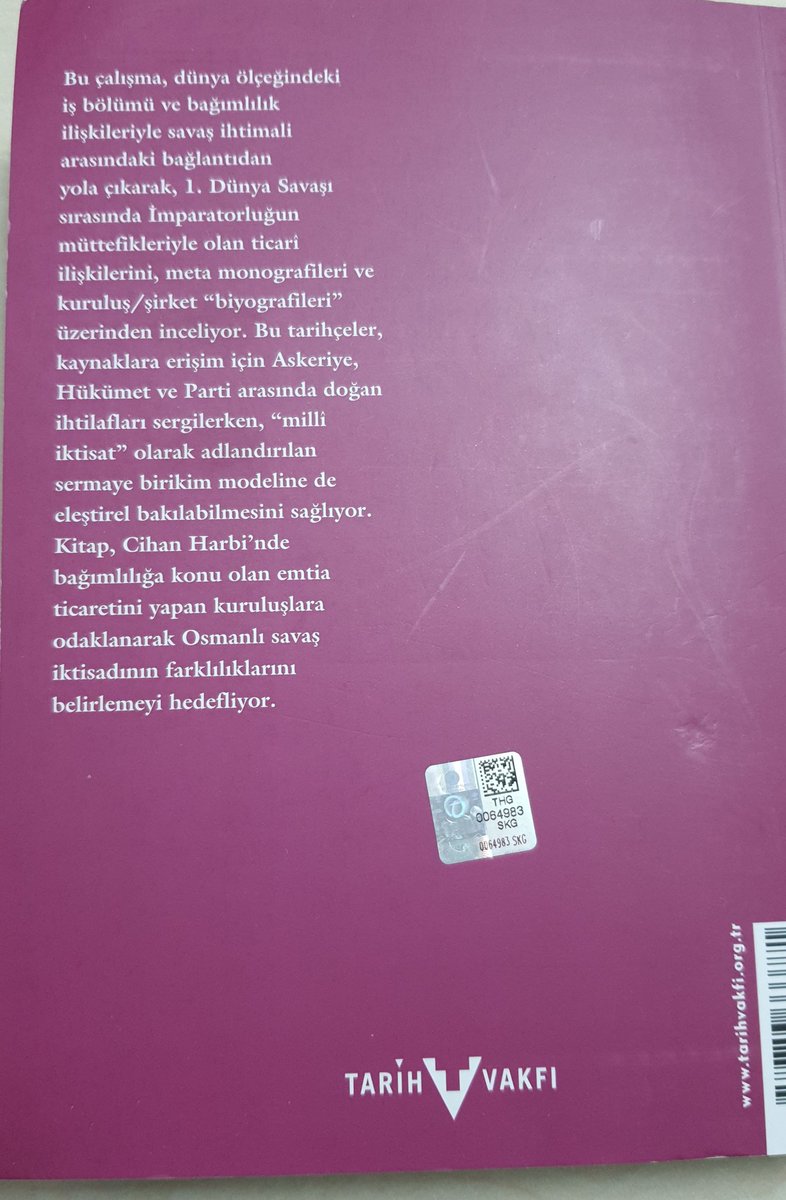 Bu çalışma, dünya ölçeğindeki
iş bölümü ve bağımlılık
ilişkileriyle savaş ihtimali
arasındaki bağlantıdan
yola çıkarak, 1. Dünya Savaşı
sırasında İmparatorluğun
müttefikleriyle olan ticarî
ilişkilerini, meta monografileri ve
kuruluş/şirket “biyografileri”
üzerinden inceliyor. Bu tarihçeler,
kaynaklara erişim için Askeriye,
Hükümet ve Parti arasında doğan
ihtilafları sergilerken, “millî
iktisat” olarak adlandırılan
sermaye birikim modeline de
eleştirel bakılabilmesini sağlıyor.
Kitap, Cihan Harbi’nde
bağımlılığa konu olan emtia
ticaretini yapan kuruluşlara
odaklanarak Osmanlı savaş
iktisadının farklılıklarını
belirlemeyi hedefliyor.
THG
0064983
SKG
0064983 SKG
www.tarihvakfi.org.tr
TARİH VAKFI